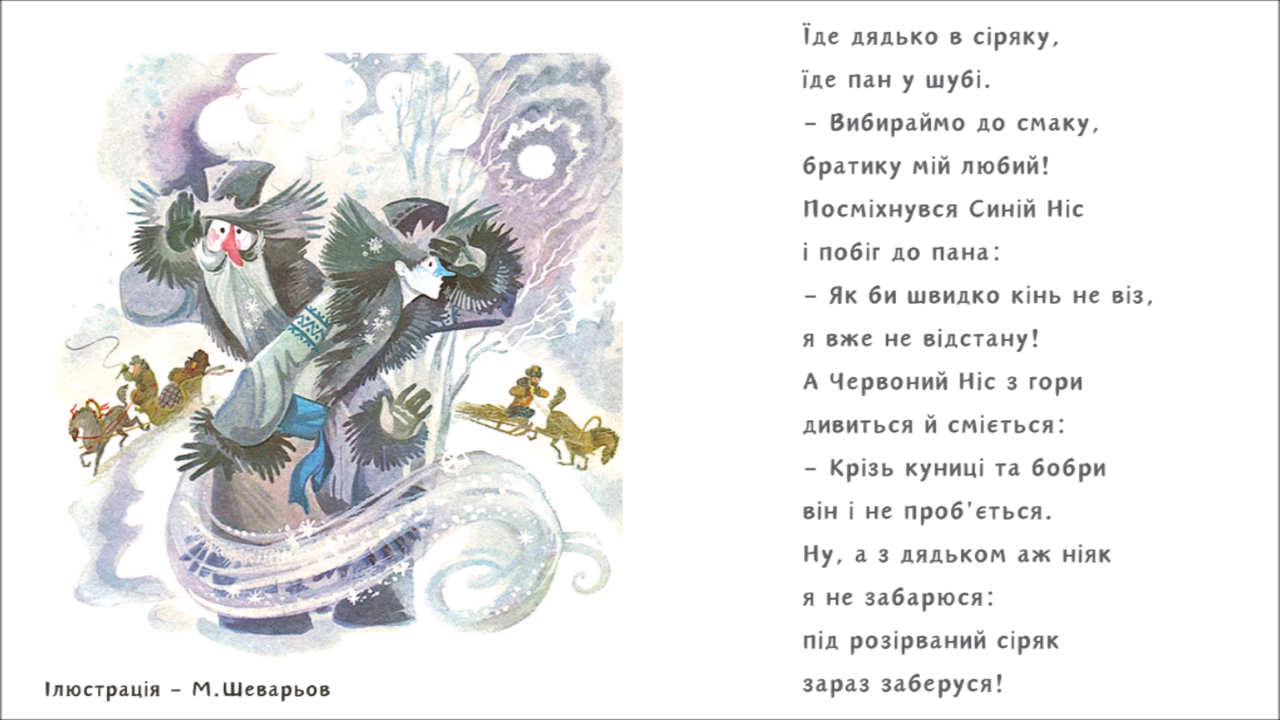 Їде дядько в сіряку,
їде пан у шубі.
– Вибираймо до смаку,
братику мій любий!
Посміхнувся Синій Ніс
і побіг до пана:
– Як би швидко кінь не віз,
я вже не відстану!
А Червоний Ніс з гори
дивиться й сміється:
– Крізь куниці та бобри
він і не проб'ється.
Ну, а з дядьком аж ніяк
я не забарюся:
під розірваний сіряк
зараз заберуся!
Ілюстрація – М.Шеварьов